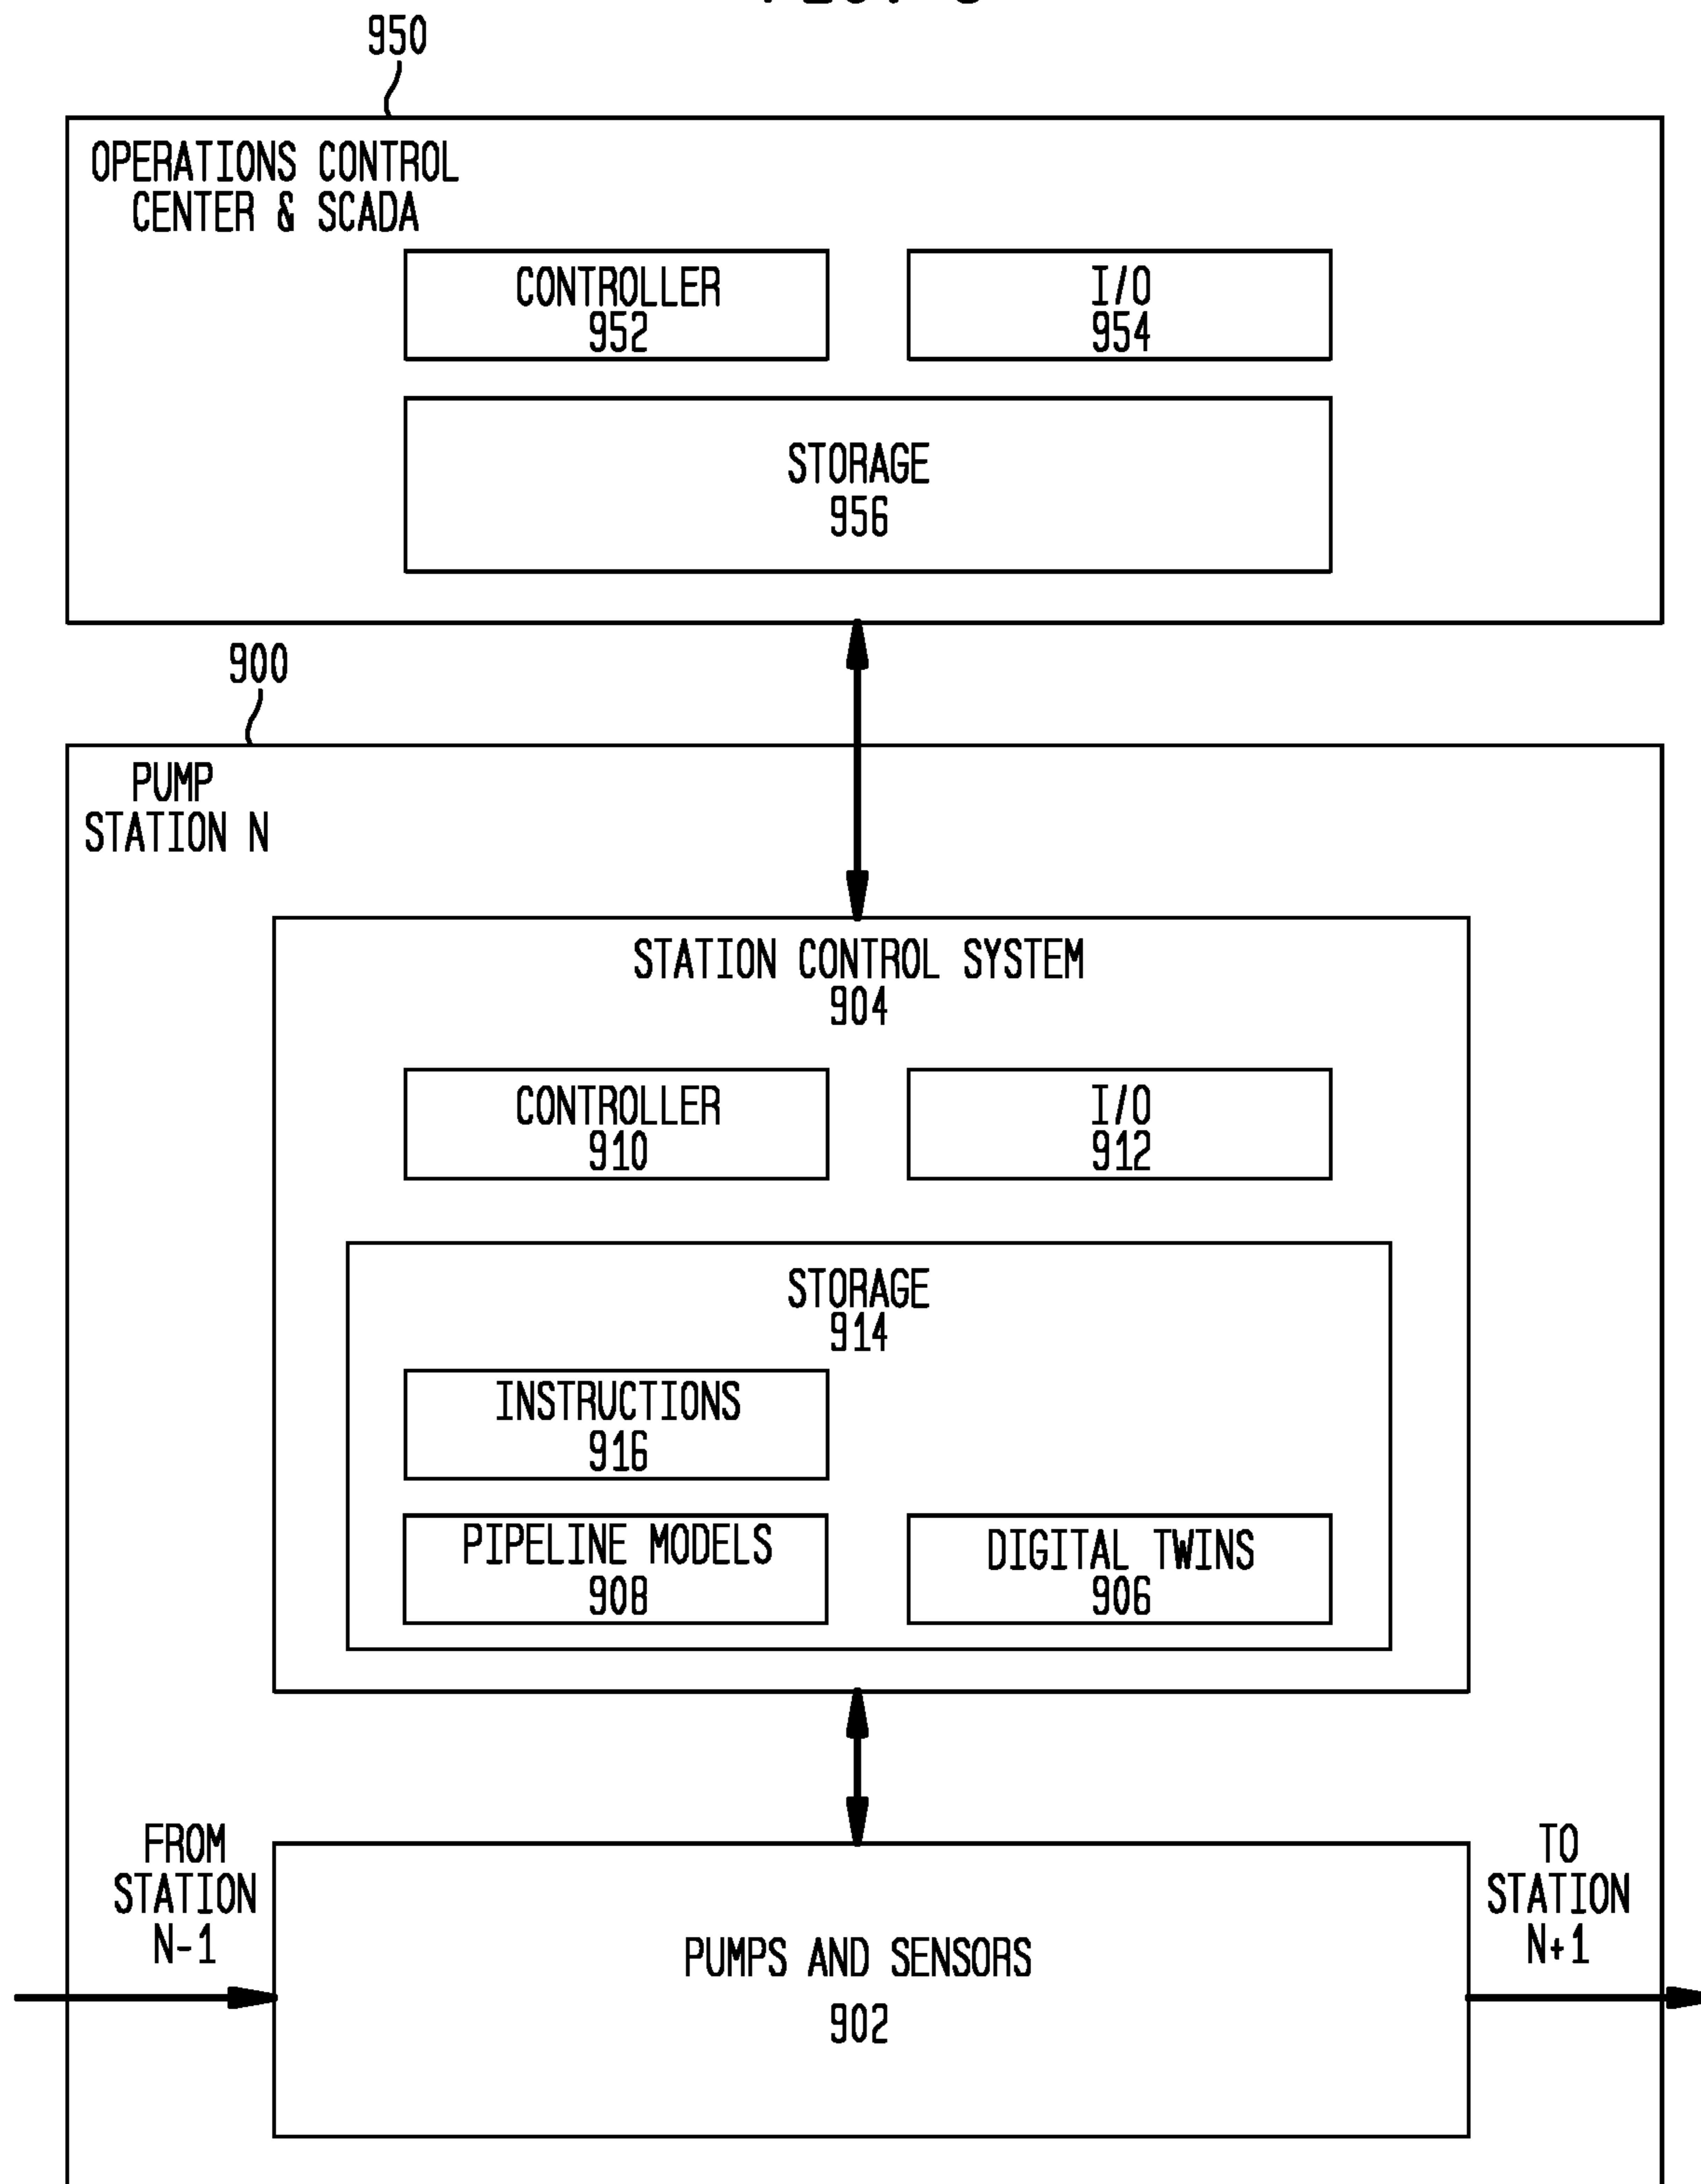 950
OPERATIONS CONTROL
CENTER & SCADA
CONTROLLER
952
I/O
954
STORAGE
956
900
PUMP
STATION N
STATION CONTROL SYSTEM
904
CONTROLLER
910
I/O
912
STORAGE
914
INSTRUCTIONS
916
PIPELINE MODELS
908
DIGITAL TWINS
906
FROM
STATION
N-1
PUMPS AND SENSORS
902
TO
STATION
N+1